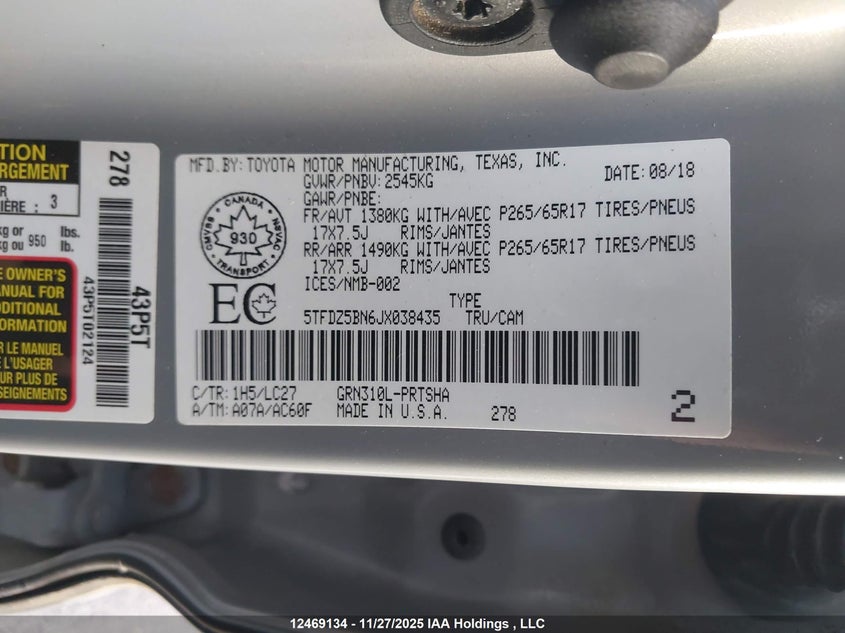 TION
RGEMENT
R
IÈRE : 3
kg or lbs.
kg ou 950 lb.
E OWNER'S
ANUAL FOR
DDITIONAL
FORMATION
R LE MANUEL
E L'USAGER
UR PLUS DE
SEIGNEMENTS
278
43P5T
43P5T02124
MFD.BY: TOYOTA MOTOR MANUFACTURING, TEXAS, INC.
GVWR/PNBV: 2545KG DATE: 08/18
GAWR/PNBE:
FR/AVT 1380KG WITH/AVEC P265/65R17 TIRES/PNEUS
17X7.5J RIMS/JANTES
RR/ARR 1490KG WITH/AVEC P265/65R17 TIRES/PNEUS
17X7.5J RIMS/JANTES
ICES/NMB-002
CANADA
930
TRANSPORT
EC
TYPE
5TFDZ5BN6JX038435 TRU/CAM
C/TR: 1H5/LC27 GRN310L-PRTSHA
A/TM: A07A/AC60F MADE IN U.S.A. 278 2
12469134 - 11/27/2025 IAA Holdings , LLC